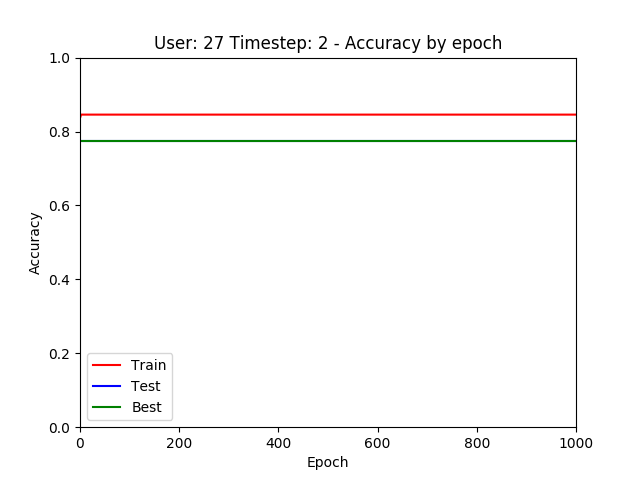 User: 27 Timestep: 2 - Accuracy by epoch
1.0
0.8
0.6
0.4
0.2
0.0
Accuracy
Train
Test
Best
0 200 400 600 800 1000
Epoch